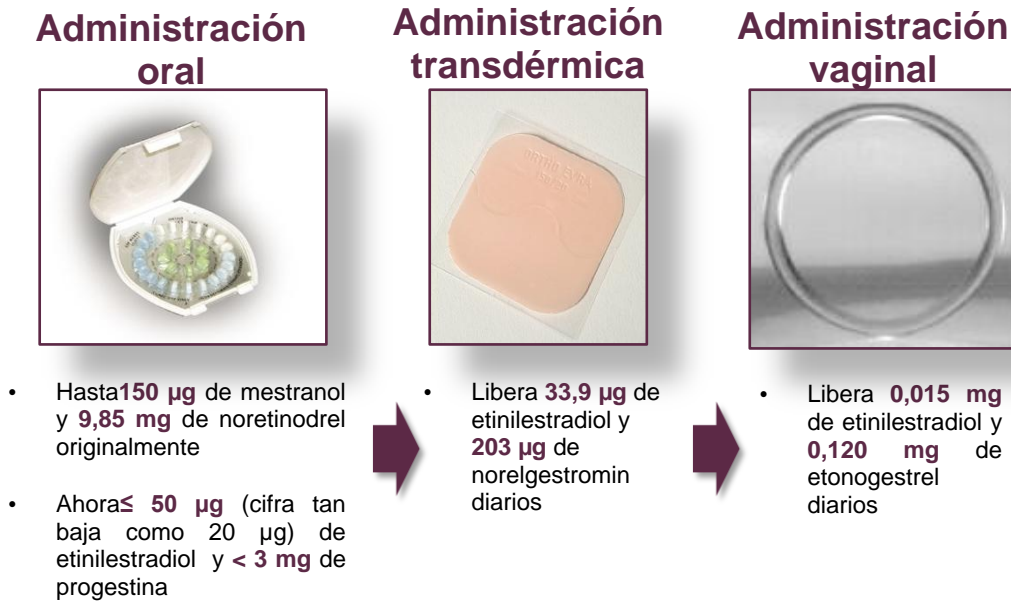 Administración
oral
Administración
transdérmica
Administración
vaginal
ORTHO EVRA
• Hasta150 µg de mestranol
y 9,85 mg de noretinodrel
originalmente
• Ahora≤ 50 µg (cifra tan
baja como 20 µg) de
etinilestradiol y < 3 mg de
progestina
• Libera 33,9 µg de
etinilestradiol y
203 µg de
norelgestromin
diarios
• Libera 0,015 mg
de etinilestradiol y
0,120 mg de
etonogestrel
diarios